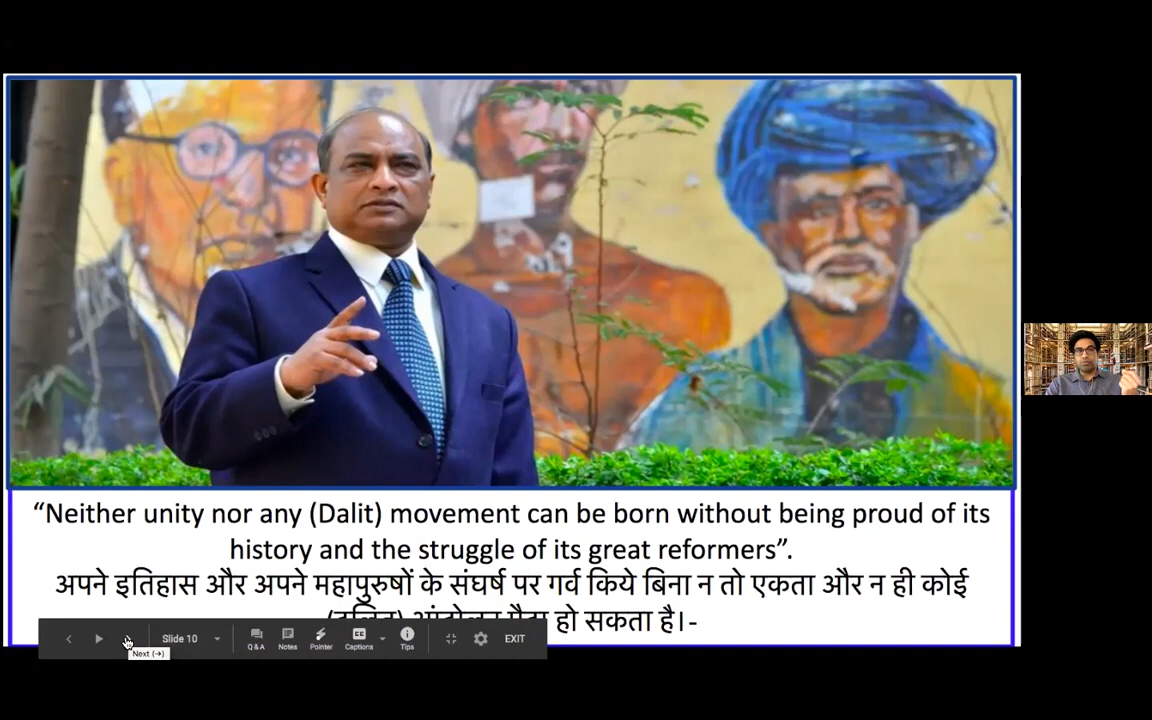 “Neither unity nor any (Dalit) movement can be born without being proud of its
history and the struggle of its great reformers”.
अपने इतिहास और अपने महापुरुषों के संघर्ष पर गर्व किये बिना न तो एकता और न ही कोई
हो सकता है।-
Slide 10
Q&A
Notes
Pointer
Captions
Tips
EXIT
Next (→)